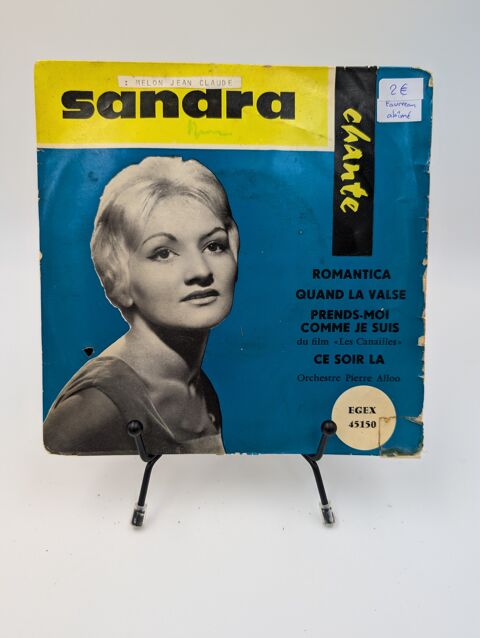 : MELON JEAN CLAUDE
sandra
chante
2€
Fourreau
abîmé
ROMANTICA
QUAND LA VALSE
PRENDS-MOI
COMME JE SUIS
du film «Les Canailles»
CE SOIR LA
Orchestre Pierre Alloo
EGEX
45150